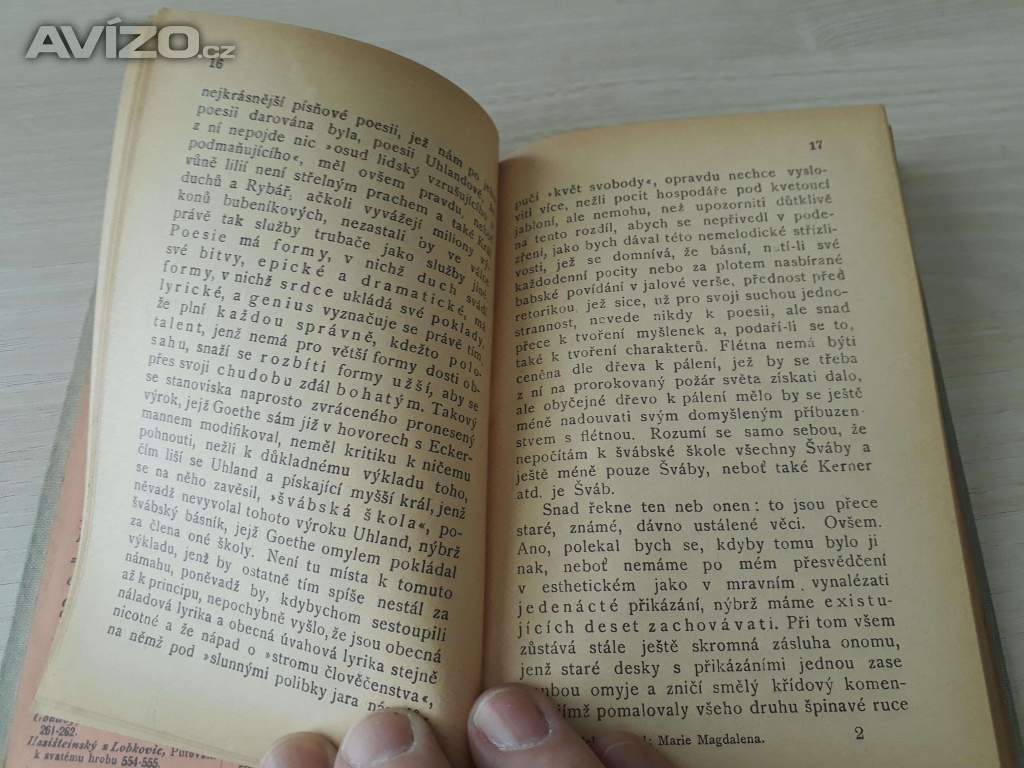 AVÍZO.cz
16
nejkrásnější písňové poesii, jež nám po
poesii darována byla, poesii Uhlandově,
z ní nepojde nic »osud lidský vzrušujícího a
podmaňujícího«, měl ovšem pravdu, neboť
vůně lilií není střelným prachem a také Král
duchů a Rybář, ačkoli vyvážejí miliony vý-
konů bubeníkových, nezastali by ve válce
právě tak služby trubače jako služby jiné.
Poesie má formy, v nichž duch svádí
své bitvy, epické a dramatické, má
formy, v nichž srdce ukládá své poklady,
lyrické, a genius vyznačuje se právě tím
že plní každou správně, kdežto polo-
talent, jenž nemá pro větší formy dosti ob-
sahu, snaží se rozbíti formy užší, aby se
přes svoji chudobu zdál bohatým. Takový
se stanoviska naprosto zvráceného pronesený
výrok, jejž Goethe sám již v hovorech s Ecker-
mannem modifikoval, neměl kritiku k ničemu
pohnouti, nežli k důkladnému výkladu toho,
čím liší se Uhland a pískající myšší král, jenž
se na něho zavěsil, »švábská škola«, po-
něvadž nevyvolal tohoto výroku Uhland, nýbrž
švábský básník, jejž Goethe omylem pokládal
za člena oné školy. Není tu místa k tomuto
výkladu, jenž by ostatně tím spíše nestál za
námahu, poněvadž by, kdybychom sestoupili
až k principu, nepochybně vyšlo, že jsou obecná
náladová lyrika a obecná úvahová lyrika stejně
nicotné a že nápad o »stromu člověčenstva«,
na němž pod »slunnými polibky jara
17
pučí »květ svobody«, opravdu nechce vyslo-
viti více, nežli pocit hospodáře pod kvetoucí
jabloní, ale nemohu, než upozorniti důtklivě
na tento rozdíl, abych se nepřivedl v pode-
zření, jako bych dával této nemelodické střízli-
vosti, jež se domnívá, že básní, nutí-li své
každodenní pocity nebo za plotem nasbírané
babské povídání v jalové verše, přednost před
retorikou, jež sice, už pro svoji suchou jedno-
strannost, nevede nikdy k poesii, ale snad
přece k tvoření myšlenek a, podaří-li se to,
také k tvoření charakterů. Flétna nemá býti
ceněna dle dřeva k pálení, jež by se třeba
z ní na prorokovaný požár světa získati dalo,
ale obyčejné dřevo k pálení mělo by se ještě
méně nadouvati svým domyšleným příbuzen-
stvem s flétnou. Rozumí se samo sebou, že
nepočítám k švábské škole všechny Šváby a
ještě méně pouze Šváby, neboť také Kerner
atd. je Šváb.
Snad řekne ten neb onen: to jsou přece
staré, známé, dávno ustálené věci. Ovšem.
Ano, polekal bych se, kdyby tomu bylo ji
nak, neboť nemáme po mém přesvědčení
v esthetickém jako v mravním vynalézati
jedenácté přikázání, nýbrž máme existu-
jících deset zachovávati. Při tom všem
zůstává stále ještě skromná zásluha onomu,
jenž staré desky s přikázáními jednou zase
houbou omyje a zničí smělý křídový komen-
jímž pomalovaly všeho druhu špinavé ruce
Marie Magdalena.
2
261-262.
Hasištejnský z Lobkovic,
k svatému hrobu 554-555.